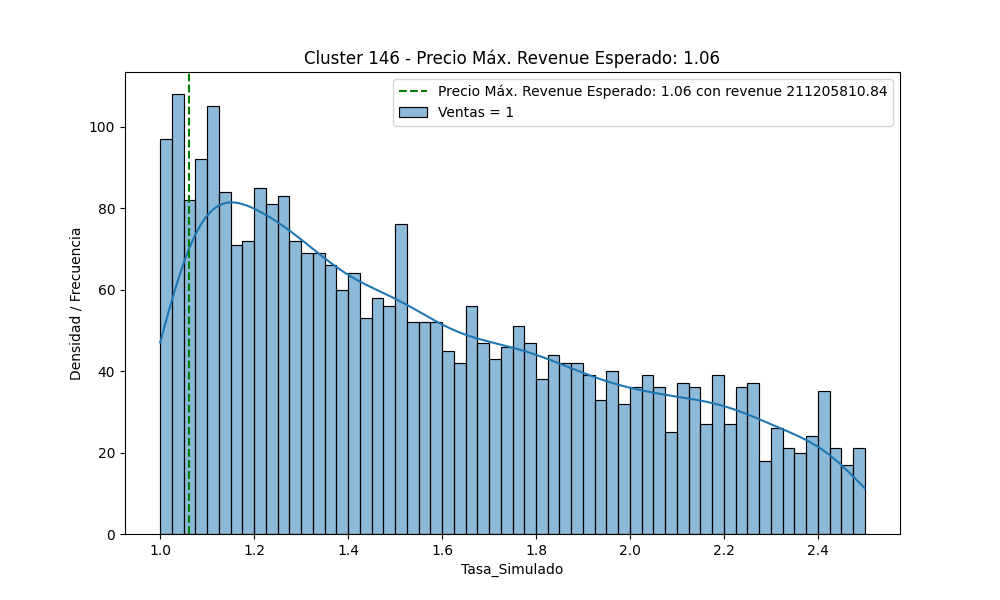 Cluster 146 - Precio Máx. Revenue Esperado: 1.06
Precio Máx. Revenue Esperado: 1.06 con revenue 211205810.84
Ventas = 1
Densidad / Frecuencia
100
80
60
40
20
0
1.0 1.2 1.4 1.6 1.8 2.0 2.2 2.4
Tasa_Simulado